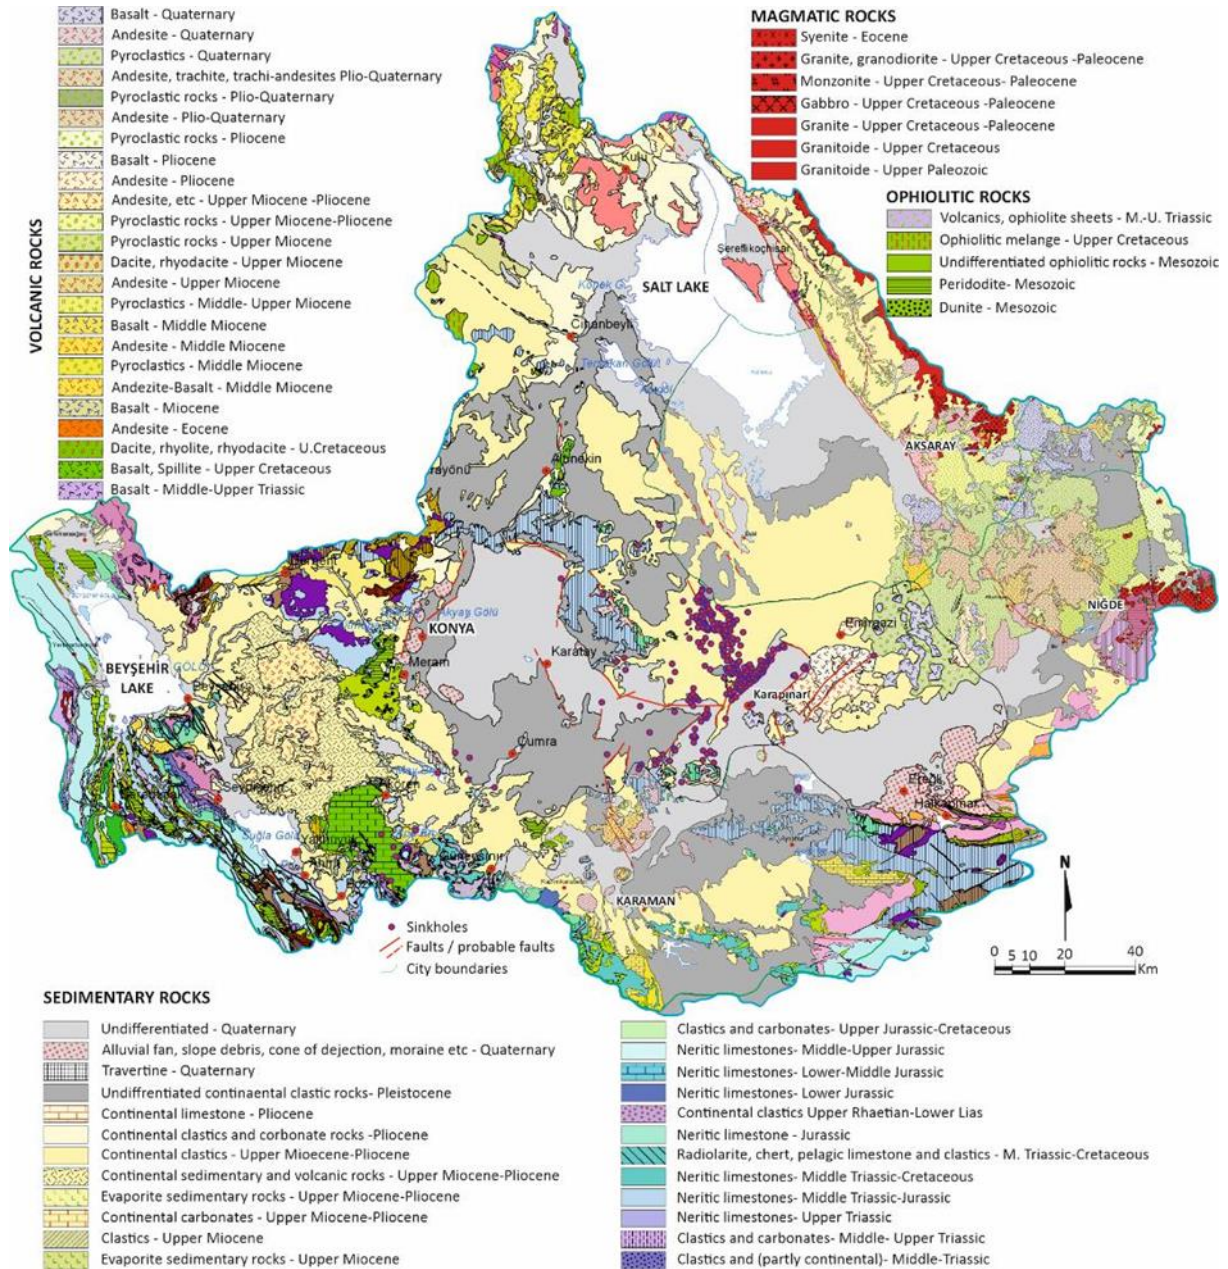 VOLCANIC ROCKS
Basalt - Quaternary
Andesite - Quaternary
Pyroclastics - Quaternary
Andesite, trachite, trachi-andesites Plio-Quaternary
Pyroclastic rocks - Plio-Quaternary
Andesite - Plio-Quaternary
Pyroclastic rocks - Pliocene
Basalt - Pliocene
Andesite - Pliocene
Andesite, etc - Upper Miocene -Pliocene
Pyroclastic rocks - Upper Miocene-Pliocene
Pyroclastic rocks - Upper Miocene
Dacite, rhyodacite - Upper Miocene
Andesite - Upper Miocene
Pyroclastics - Middle- Upper Miocene
Basalt - Middle Miocene
Andesite - Middle Miocene
Pyroclastics - Middle Miocene
Andezite-Basalt - Middle Miocene
Basalt - Miocene
Andesite - Eocene
Dacite, rhyolite, rhyodacite - U.Cretaceous
Basalt, Spillite - Upper Cretaceous
Basalt - Middle-Upper Triassic
MAGMATIC ROCKS
Syenite - Eocene
Granite, granodiorite - Upper Cretaceous -Paleocene
Monzonite - Upper Cretaceous- Paleocene
Gabbro - Upper Cretaceous -Paleocene
Granite - Upper Cretaceous -Paleocene
Granitoide - Upper Cretaceous
Granitoide - Upper Paleozoic
OPHIOLITIC ROCKS
Volcanics, ophiolite sheets - M.-U. Triassic
Ophiolitic melange - Upper Cretaceous
Undifferentiated ophiolitic rocks - Mesozoic
Peridodite- Mesozoic
Dunite - Mesozoic
Kulu
Şereflikoçhisar
SALT LAKE
Cihanbeyli
Altınekin
rayönü
AKSARAY
NİĞDE
Akyaş Gölü
KONYA
Meram
Karatay
Emirgazi
Karapınar
BEYŞEHİR
LAKE
GÖLÜ
Beyşehir
Çumra
Seydişehir
Suğla Gölü
Ereğli
Halkapınar
KARAMAN
N
0 5 10 20 40
Km
Sinkholes
Faults / probable faults
City boundaries
SEDIMENTARY ROCKS
Undifferentiated - Quaternary
Alluvial fan, slope debris, cone of dejection, moraine etc - Quaternary
Travertine - Quaternary
Undiffrentiated continaental clastic rocks- Pleistocene
Continental limestone - Pliocene
Continental clastics and corbonate rocks -Pliocene
Continental clastics - Upper Mioecene-Pliocene
Continental sedimentary and volcanic rocks - Upper Miocene-Pliocene
Evaporite sedimentary rocks - Upper Miocene-Pliocene
Continental carbonates - Upper Miocene-Pliocene
Clastics - Upper Miocene
Evaporite sedimentary rocks - Upper Miocene
Clastics and carbonates- Upper Jurassic-Cretaceous
Neritic limestones- Middle-Upper Jurassic
Neritic limestones- Lower-Middle Jurassic
Neritic limestones- Lower Jurassic
Continental clastics Upper Rhaetian-Lower Lias
Neritic limestone - Jurassic
Radiolarite, chert, pelagic limestone and clastics - M. Triassic-Cretaceous
Neritic limestones- Middle Triassic-Cretaceous
Neritic limestones- Middle Triassic-Jurassic
Neritic limestones- Upper Triassic
Clastics and carbonates- Middle- Upper Triassic
Clastics and (partly continental)- Middle-Triassic